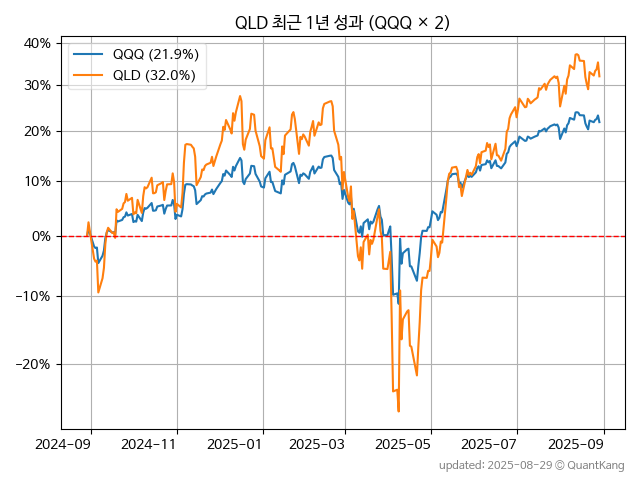 QLD 최근 1년 성과 (QQQ × 2)
QQQ (21.9%)
QLD (32.0%)
40%
30%
20%
10%
0%
−10%
−20%
2024-09 2024-11 2025-01 2025-03 2025-05 2025-07 2025-09
updated: 2025-08-29 © QuantKang